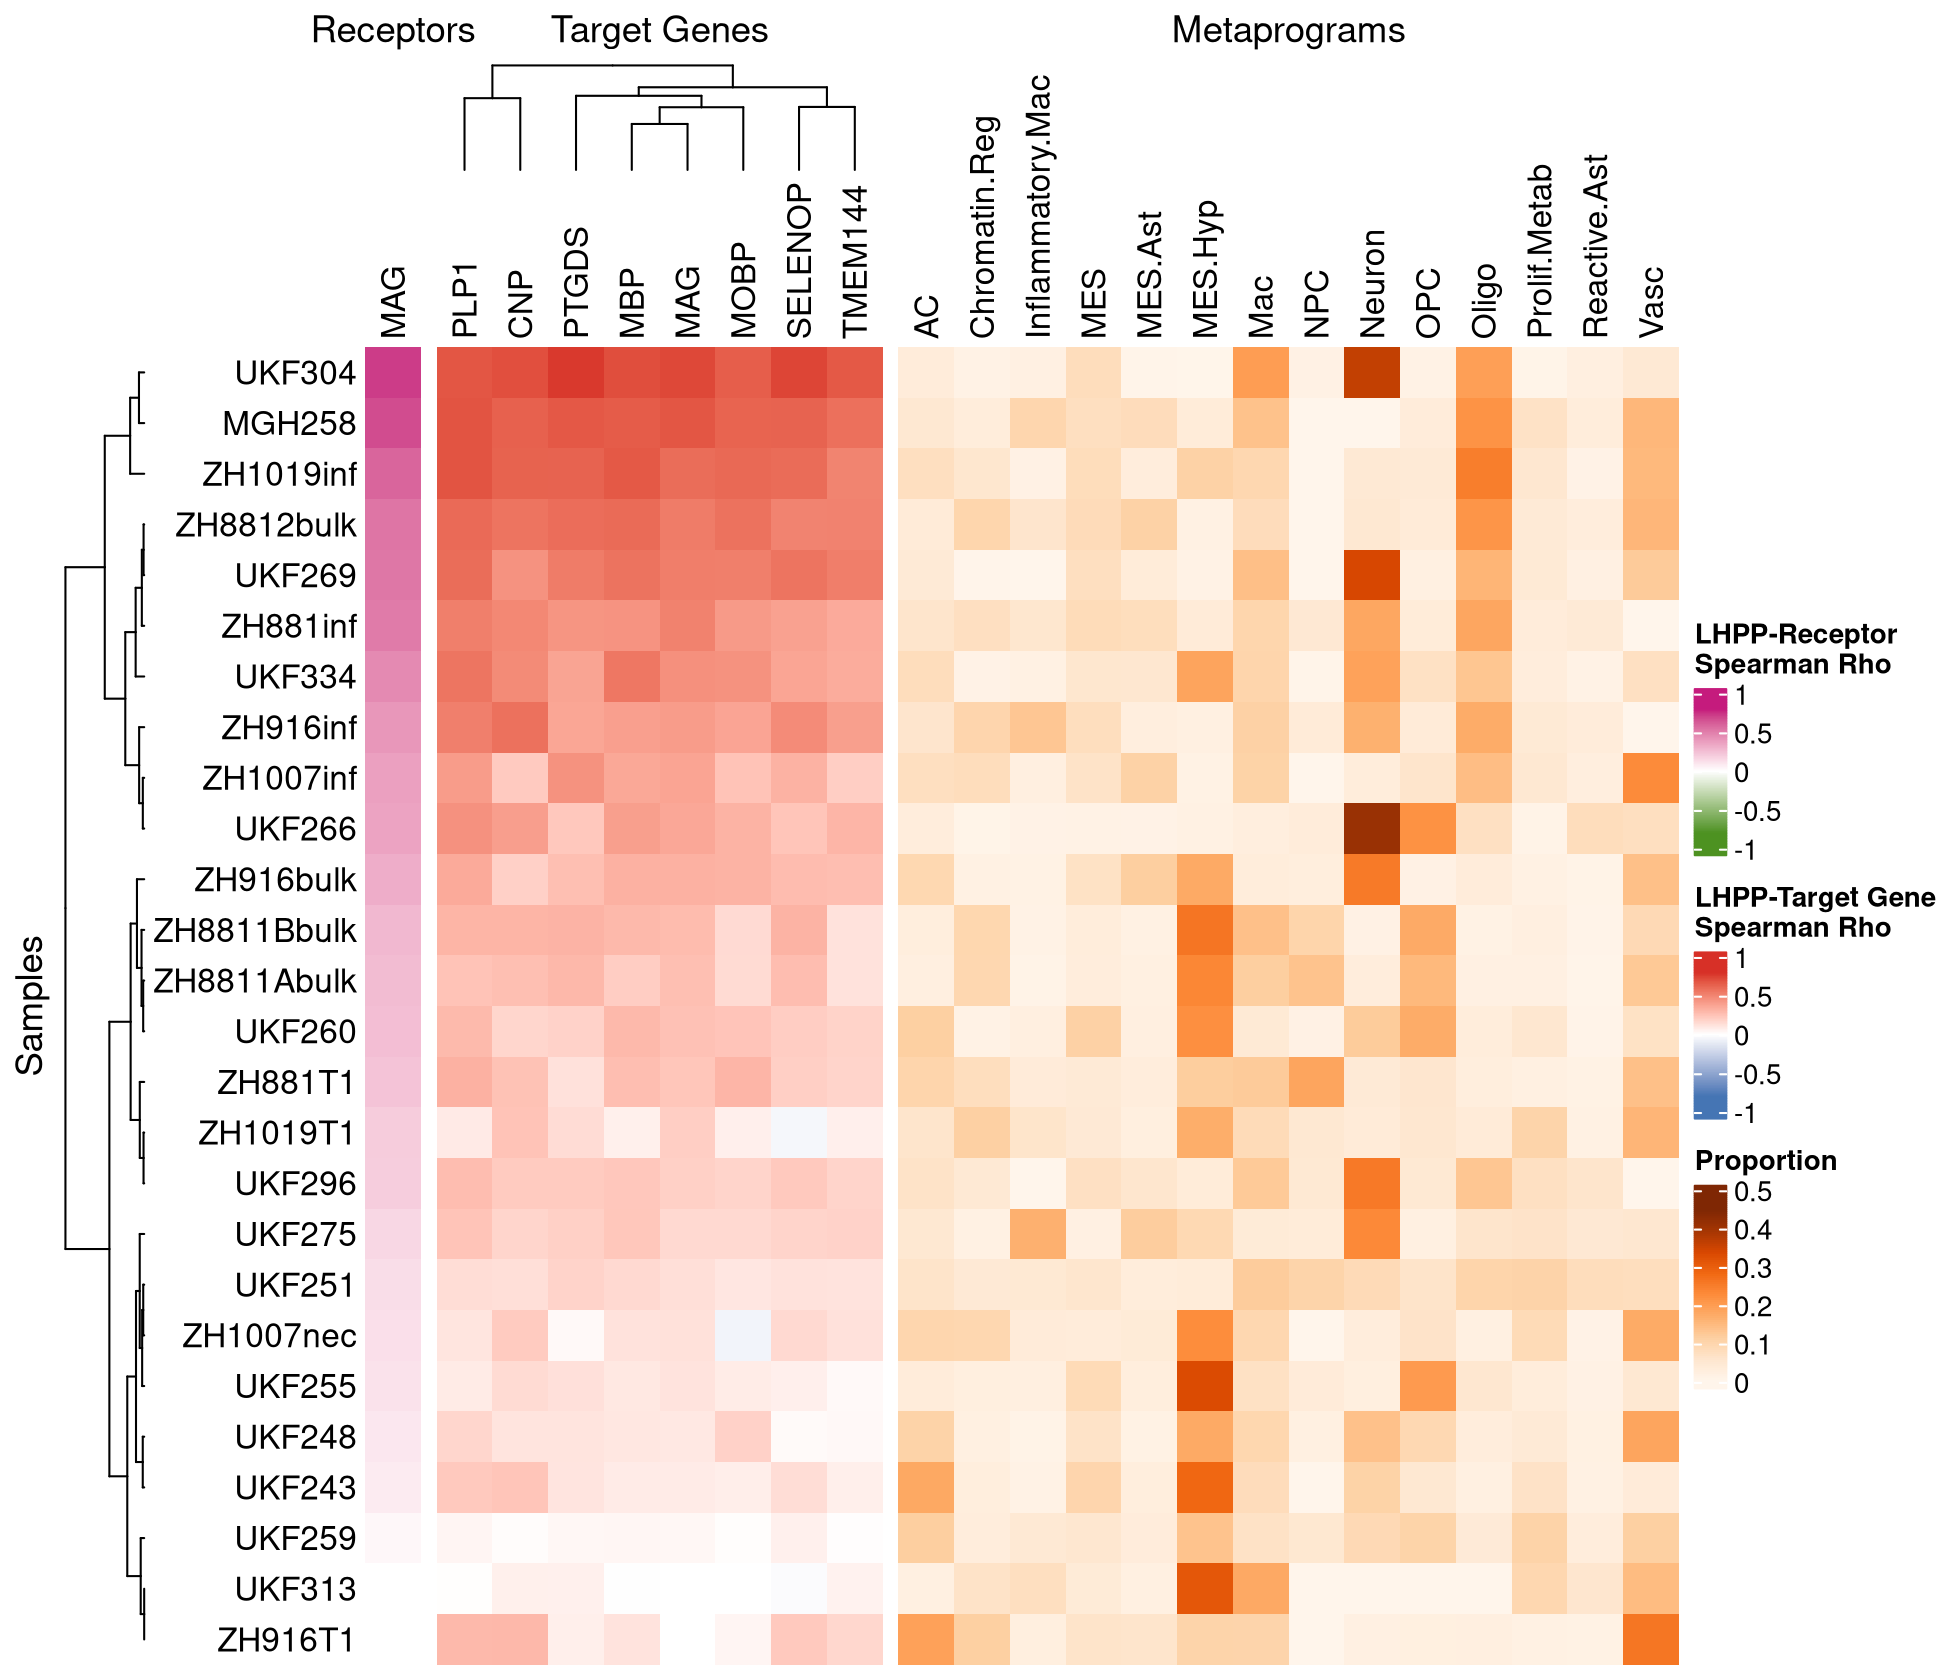 Receptors Target Genes Metaprograms
MAG PLP1 CNP PTGDS MBP MAG MOBP SELENOP TMEM144 AC Chromatin.Reg Inflammatory.Mac MES MES.Ast MES.Hyp Mac NPC Neuron OPC Oligo Prolif.Metab Reactive.Ast Vasc
Samples
UKF304
MGH258
ZH1019inf
ZH8812bulk
UKF269
ZH881inf
UKF334
ZH916inf
ZH1007inf
UKF266
ZH916bulk
ZH8811Bbulk
ZH8811Abulk
UKF260
ZH881T1
ZH1019T1
UKF296
UKF275
UKF251
ZH1007nec
UKF255
UKF248
UKF243
UKF259
UKF313
ZH916T1
LHPP-Receptor
Spearman Rho
1
0.5
0
-0.5
-1
LHPP-Target Gene
Spearman Rho
1
0.5
0
-0.5
-1
Proportion
0.5
0.4
0.3
0.2
0.1
0